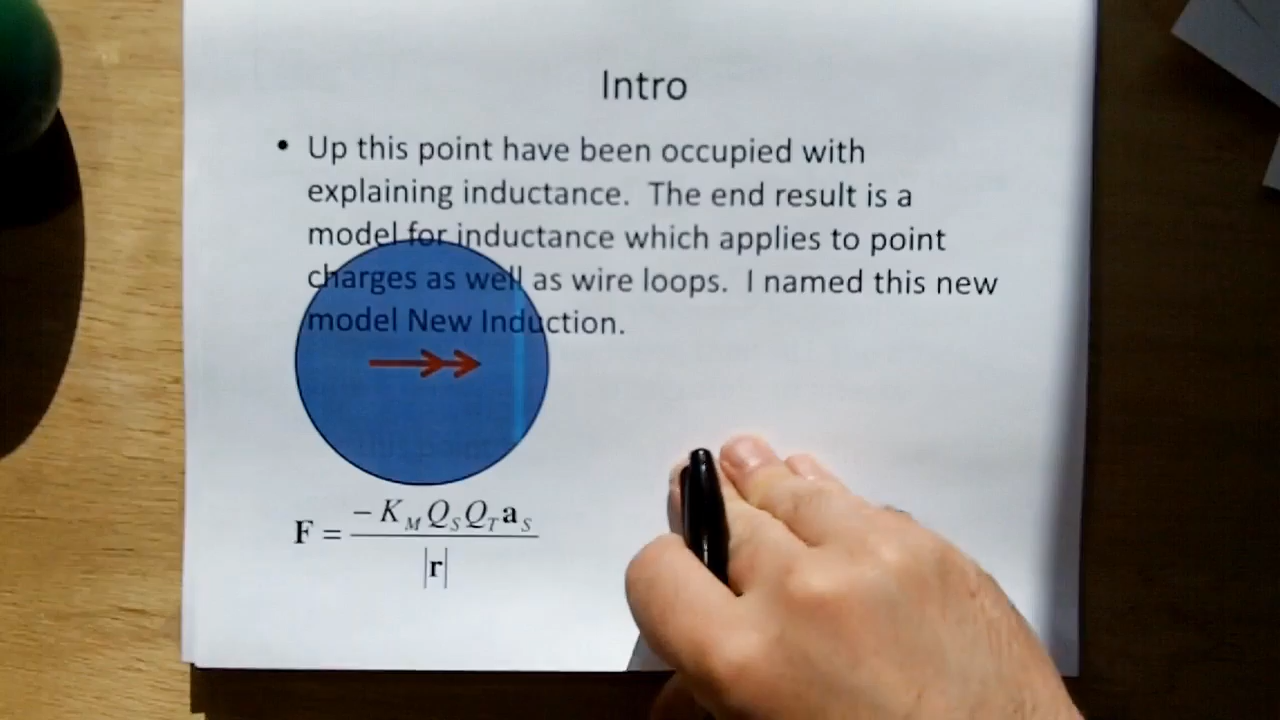 Intro
• Up this point have been occupied with
explaining inductance. The end result is a
model for inductance which applies to point
charges as well as wire loops. I named this new
model New Induction.
F = −K_M Q_S Q_T a_S / |r|